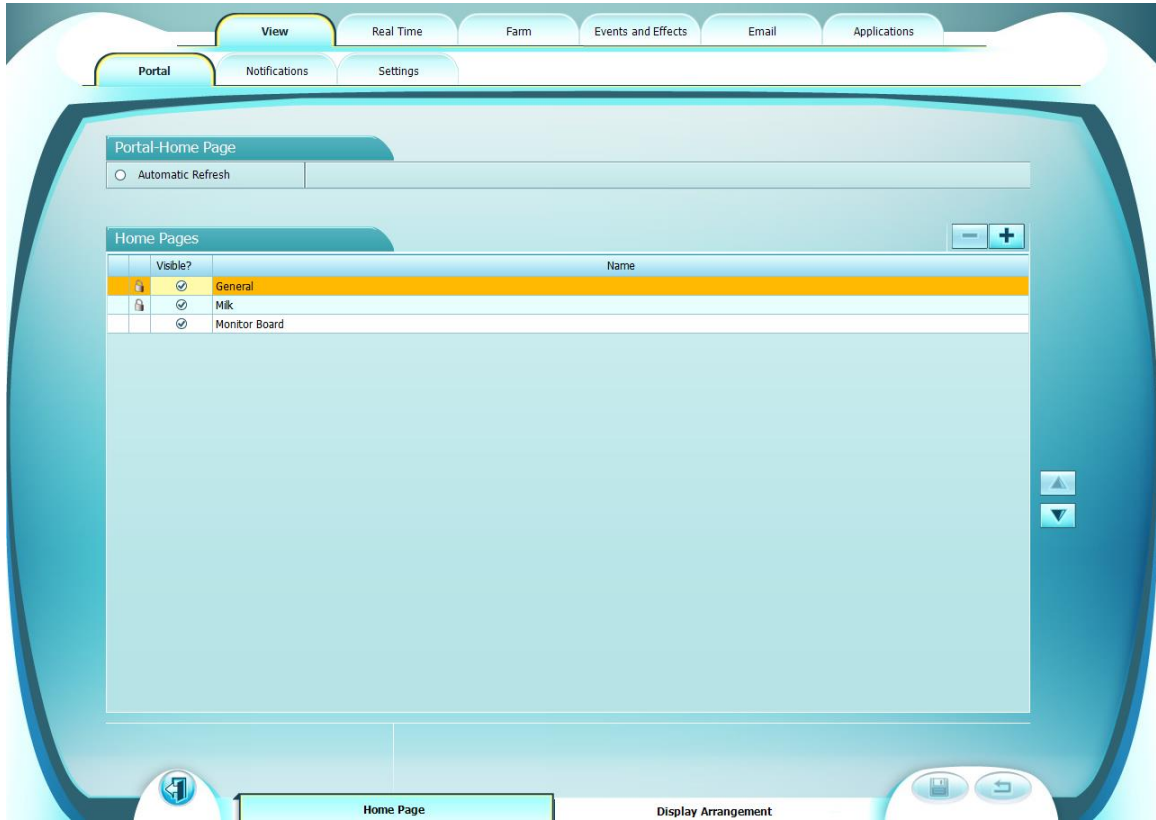 View Real Time Farm Events and Effects Email Applications
Portal Notifications Settings
Portal-Home Page
Automatic Refresh
Home Pages
Visible? Name
General
Milk
Monitor Board
Home Page Display Arrangement